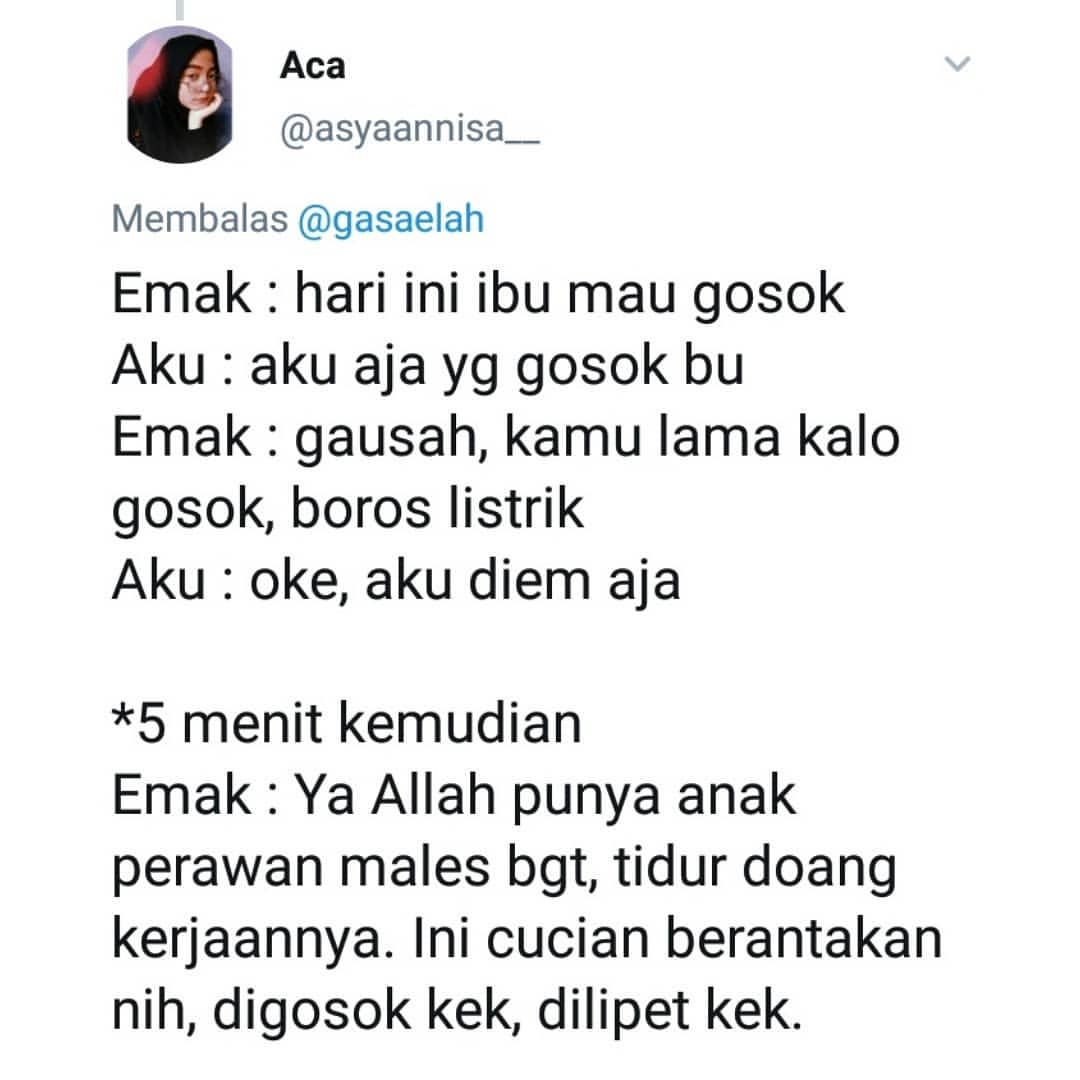 Aca
@asyaannisa__
Membalas @gasaelah
Emak : hari ini ibu mau gosok
Aku : aku aja yg gosok bu
Emak : gausah, kamu lama kalo
gosok, boros listrik
Aku : oke, aku diem aja
*5 menit kemudian
Emak : Ya Allah punya anak
perawan males bgt, tidur doang
kerjaannya. Ini cucian berantakan
nih, digosok kek, dilipet kek.